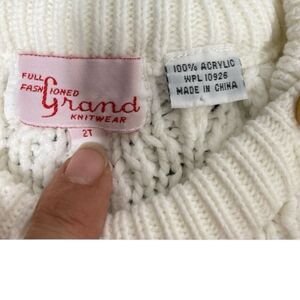 FULL
FASHIONED
Grand
KNITWEAR
2T
100% ACRYLIC
WPL 10926
MADE IN CHINA